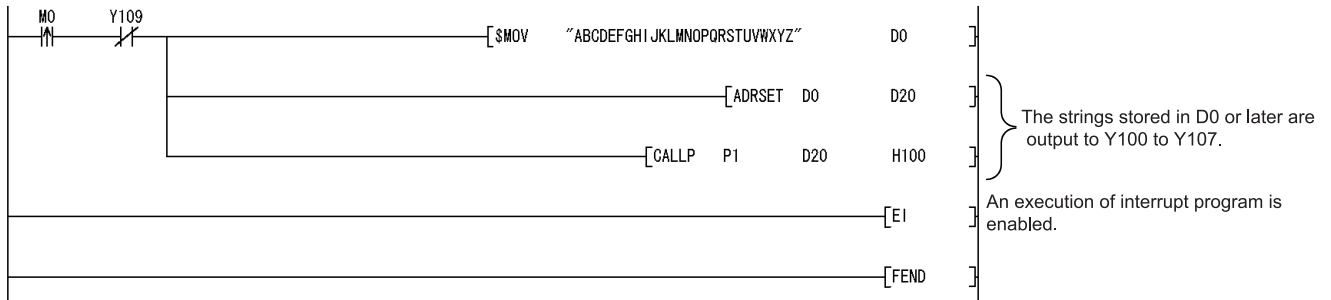 M0 Y109
[$MOV "ABCDEFGHIJKLMNOPQRSTUVWXYZ" D0 ]
[ADRSET D0 D20 ]
The strings stored in D0 or later are
output to Y100 to Y107.
[CALLP P1 D20 H100 ]
An execution of interrupt program is
enabled.
[EI ]
[FEND ]